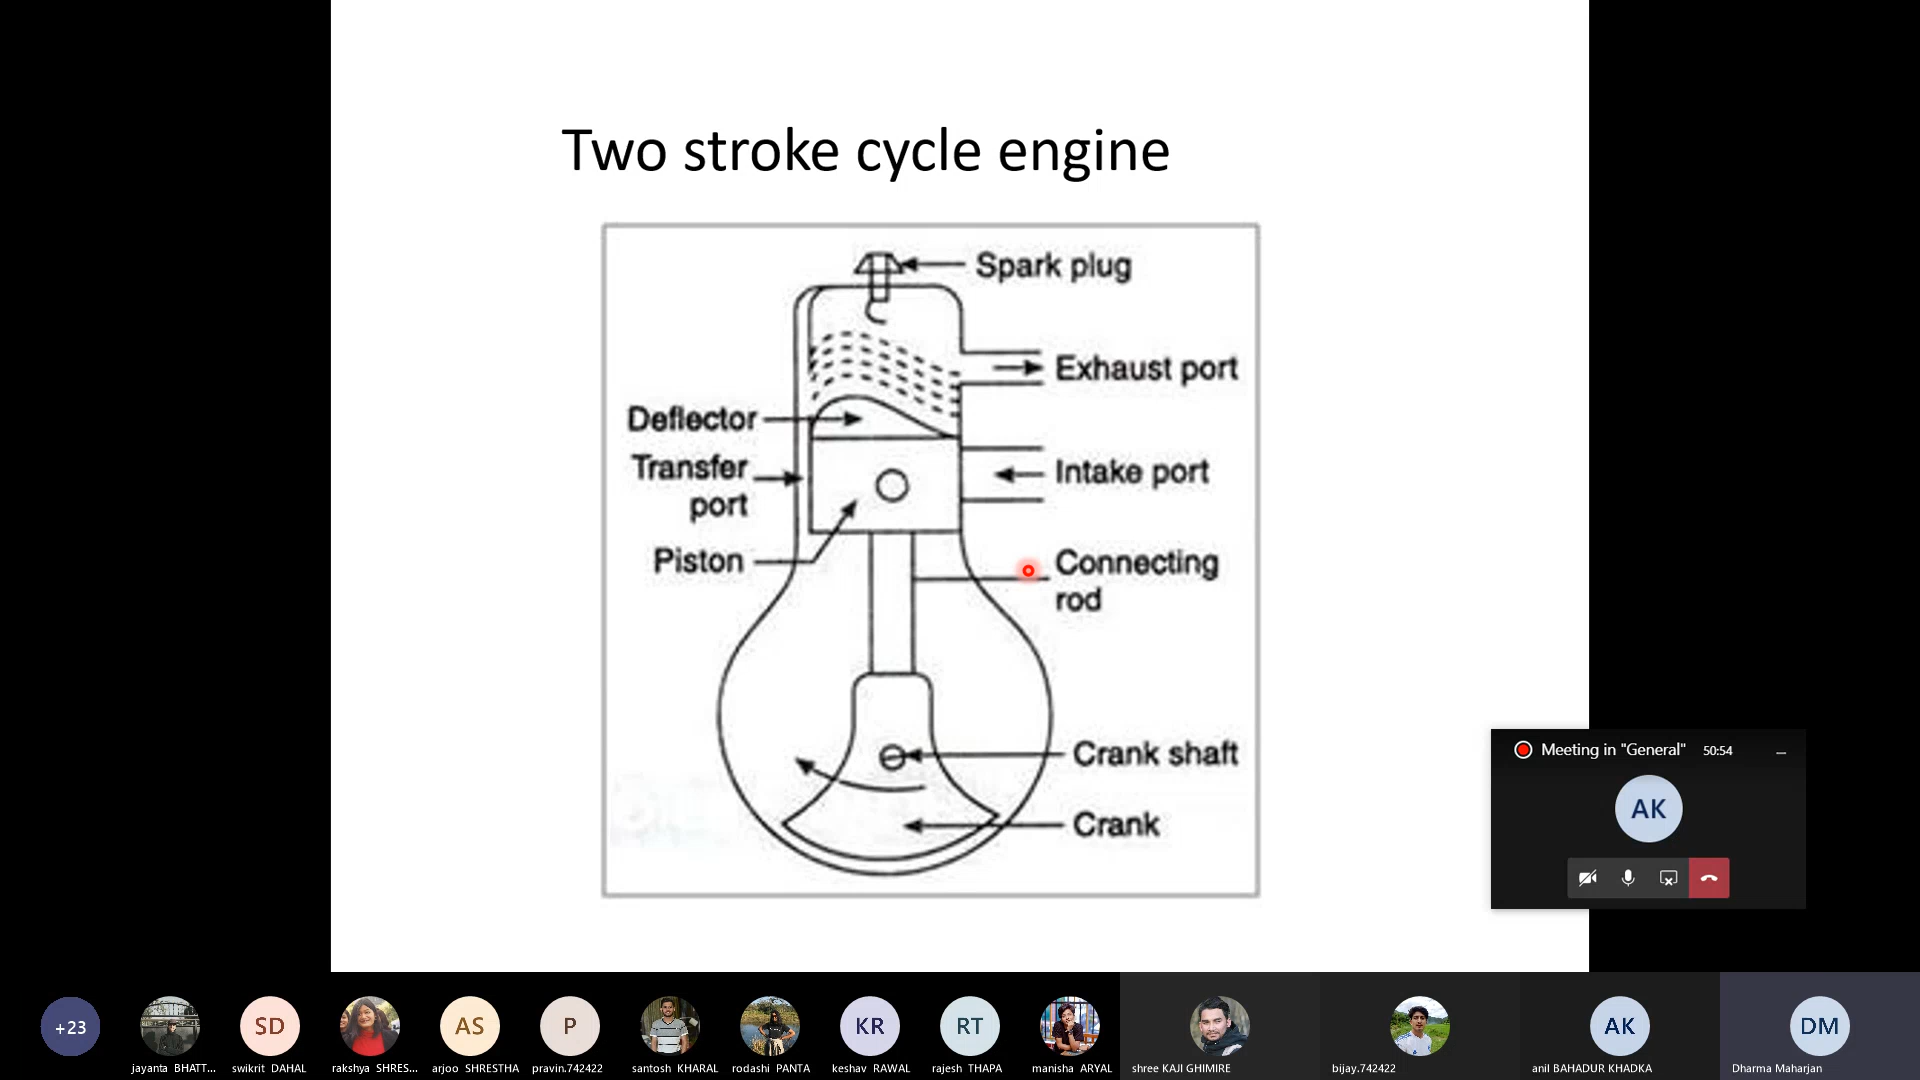 Two stroke cycle engine
Spark plug
Exhaust port
Deflector
Transfer
port
Intake port
Piston
Connecting
rod
Crank shaft
Crank
Meeting in "General" 50:54
AK
+23
SD
AS
P
KR
RT
AK
DM
jayanta BHATT...
swikrit DAHAL
rakshya SHRES...
arjoo SHRESTHA
pravin.742422
santosh KHARAL
rodashi PANTA
keshav RAWAL
rajesh THAPA
manisha ARYAL
shree KAJI GHIMIRE
bijay.742422
anil BAHADUR KHADKA
Dharma Maharjan